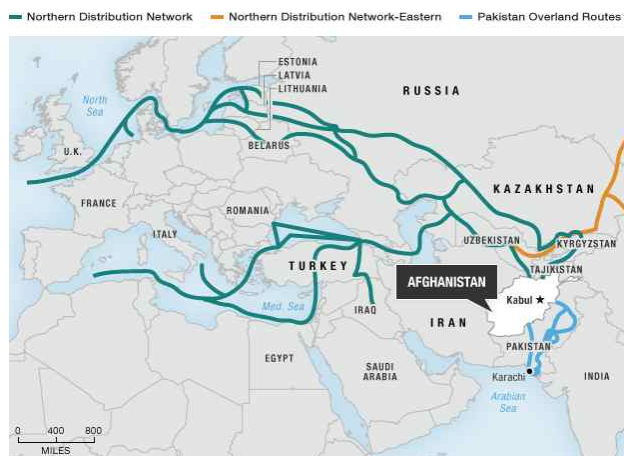 Northern Distribution Network
Northern Distribution Network-Eastern
Pakistan Overland Routes
ESTONIA
LATVIA
LITHUANIA
RUSSIA
North
Sea
U.K.
BELARUS
KAZAKHSTAN
FRANCE
ROMANIA
ITALY
UZBEKISTAN
KYRGYZSTAN
TURKEY
TAJIKISTAN
AFGHANISTAN
Kabul
Med. Sea
IRAQ
IRAN
PAKISTAN
EGYPT
SAUDI
ARABIA
Karachi
INDIA
Arabian
Sea
0 400 800
MILES